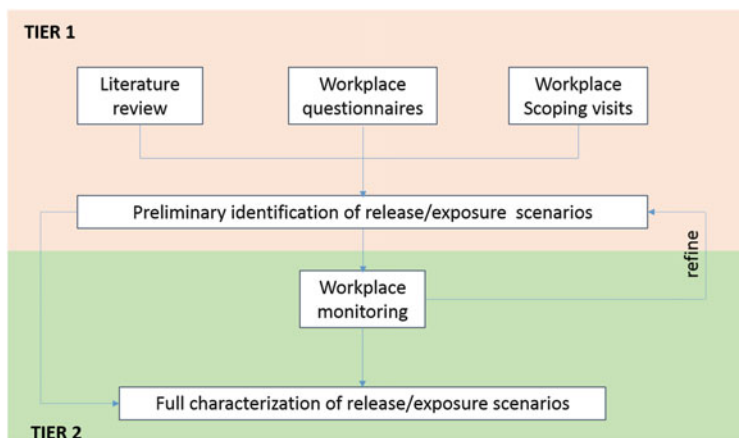 TIER 1
Literature
review
Workplace
questionnaires
Workplace
Scoping visits
Preliminary identification of release/exposure scenarios
refine
Workplace
monitoring
Full characterization of release/exposure scenarios
TIER 2